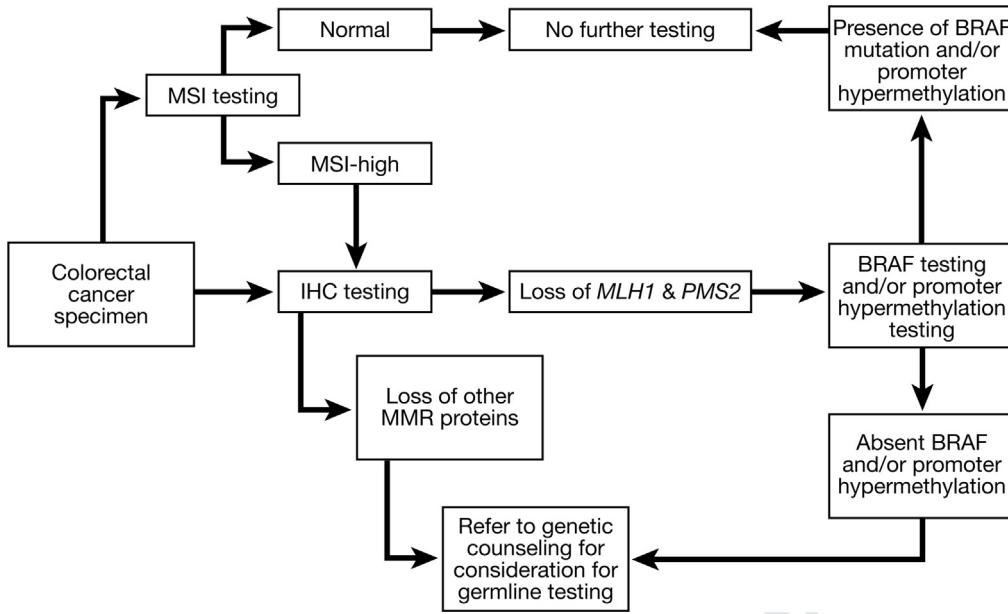 Normal
No further testing
Presence of BRAF
mutation and/or
promoter
hypermethylation
MSI testing
MSI-high
Colorectal
cancer
specimen
IHC testing
Loss of MLH1 & PMS2
BRAF testing
and/or promoter
hypermethylation
testing
Loss of other
MMR proteins
Absent BRAF
and/or promoter
hypermethylation
Refer to genetic
counseling for
consideration for
germline testing